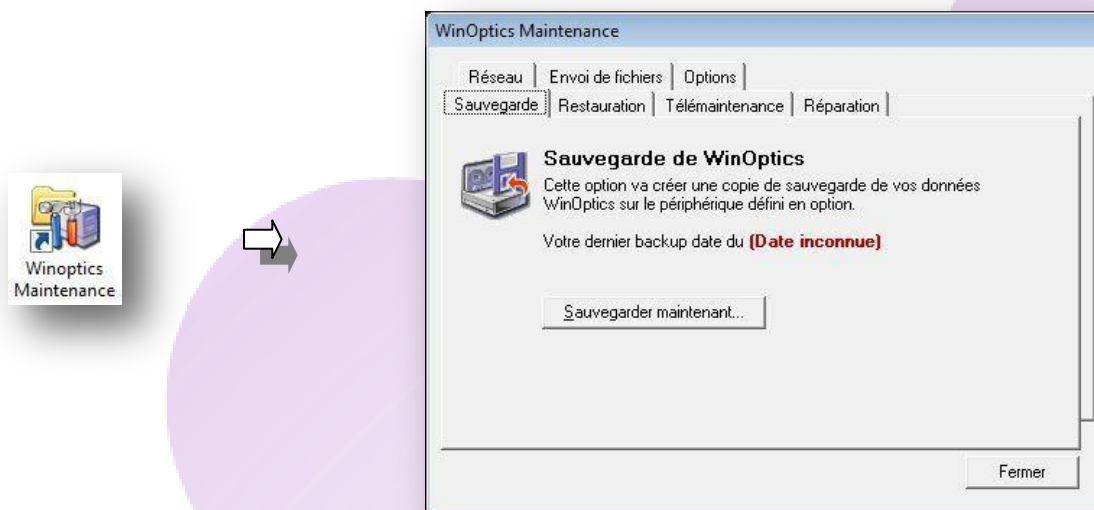 Winoptics
Maintenance
WinOptics Maintenance
Réseau
Envoi de fichiers
Options
Sauvegarde
Restauration
Télémaintenance
Réparation
Sauvegarde de WinOptics
Cette option va créer une copie de sauvegarde de vos données
WinOptics sur le périphérique défini en option.
Votre dernier backup date du (Date inconnue)
Sauvegarder maintenant...
Fermer